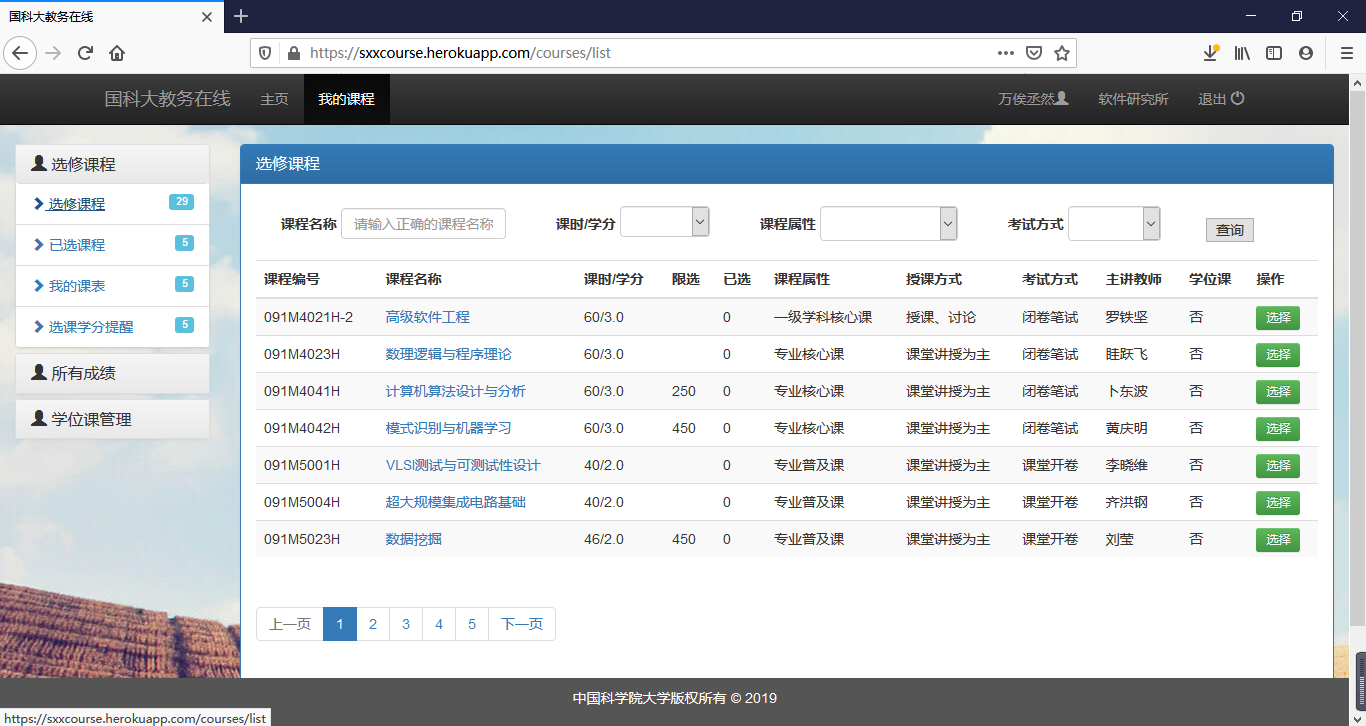 国科大教务在线
https://sxxcourse.herokuapp.com/courses/list
国科大教务在线 主页 我的课程 万俟丞然 软件研究所 退出
选修课程
选修课程 29
已选课程 5
我的课表 5
选课学分提醒 5
所有成绩
学位课管理
选修课程
课程名称 请输入正确的课程名称 课时/学分 课程属性 考试方式 查询
课程编号 课程名称 课时/学分 限选 已选 课程属性 授课方式 考试方式 主讲教师 学位课 操作
091M4021H-2 高级软件工程 60/3.0 0 一级学科核心课 授课、讨论 闭卷笔试 罗铁坚 否 选择
091M4023H 数理逻辑与程序理论 60/3.0 0 专业核心课 课堂讲授为主 闭卷笔试 眭跃飞 否 选择
091M4041H 计算机算法设计与分析 60/3.0 250 0 专业核心课 课堂讲授为主 闭卷笔试 卜东波 否 选择
091M4042H 模式识别与机器学习 60/3.0 450 0 专业核心课 课堂讲授为主 闭卷笔试 黄庆明 否 选择
091M5001H VLSI测试与可测试性设计 40/2.0 0 专业普及课 课堂讲授为主 课堂开卷 李晓维 否 选择
091M5004H 超大规模集成电路基础 40/2.0 0 专业普及课 课堂讲授为主 课堂开卷 齐洪钢 否 选择
091M5023H 数据挖掘 46/2.0 450 0 专业普及课 课堂讲授为主 课堂开卷 刘莹 否 选择
上一页 1 2 3 4 5 下一页
中国科学院大学版权所有 © 2019
https://sxxcourse.herokuapp.com/courses/list